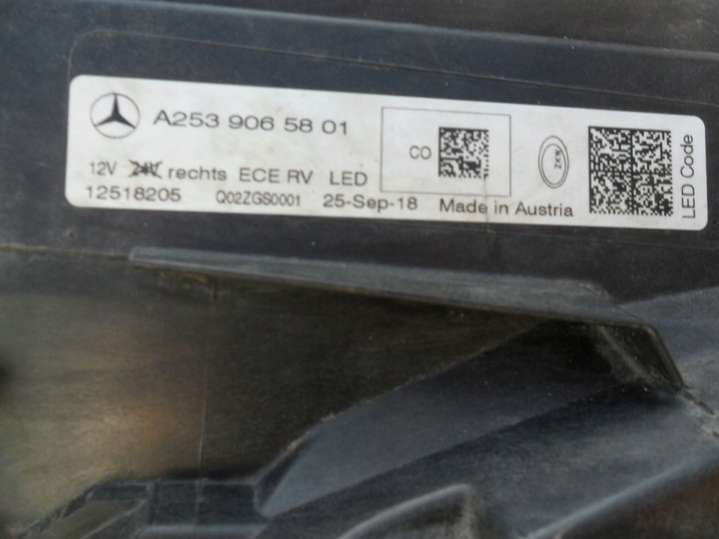 A253 906 58 01
CO
12V 24V rechts ECE RV LED
12518205 Q02ZGS0001 25-Sep-18 Made in Austria
LED Code